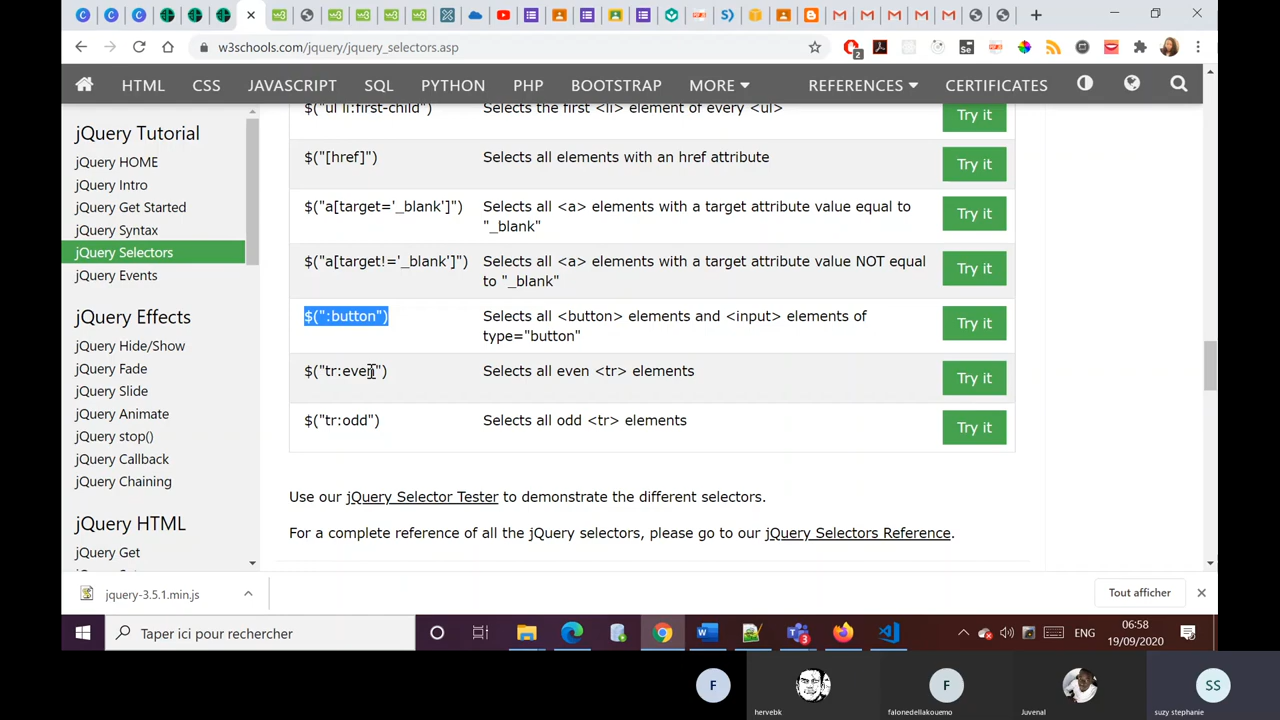 w3schools.com/jquery/jquery_selectors.asp
2
HTML CSS JAVASCRIPT SQL PYTHON PHP BOOTSTRAP MORE REFERENCES CERTIFICATES
jQuery Tutorial
jQuery HOME
jQuery Intro
jQuery Get Started
jQuery Syntax
jQuery Selectors
jQuery Events
jQuery Effects
jQuery Hide/Show
jQuery Fade
jQuery Slide
jQuery Animate
jQuery stop()
jQuery Callback
jQuery Chaining
jQuery HTML
jQuery Get
$("ul li:first-child") Selects the first <li> element of every <ul> Try it
$("[href]") Selects all elements with an href attribute Try it
$("a[target='_blank']") Selects all <a> elements with a target attribute value equal to
"_blank" Try it
$("a[target!='_blank']") Selects all <a> elements with a target attribute value NOT equal
to "_blank" Try it
$(":button") Selects all <button> elements and <input> elements of
type="button" Try it
$("tr:even") Selects all even <tr> elements Try it
$("tr:odd") Selects all odd <tr> elements Try it
Use our jQuery Selector Tester to demonstrate the different selectors.
For a complete reference of all the jQuery selectors, please go to our jQuery Selectors Reference.
jquery-3.5.1.min.js
Tout afficher
Taper ici pour rechercher
3
ENG
06:58
19/09/2020
F
hervebk
F
falonedellakouemo
Juvenal
SS
suzy stephanie